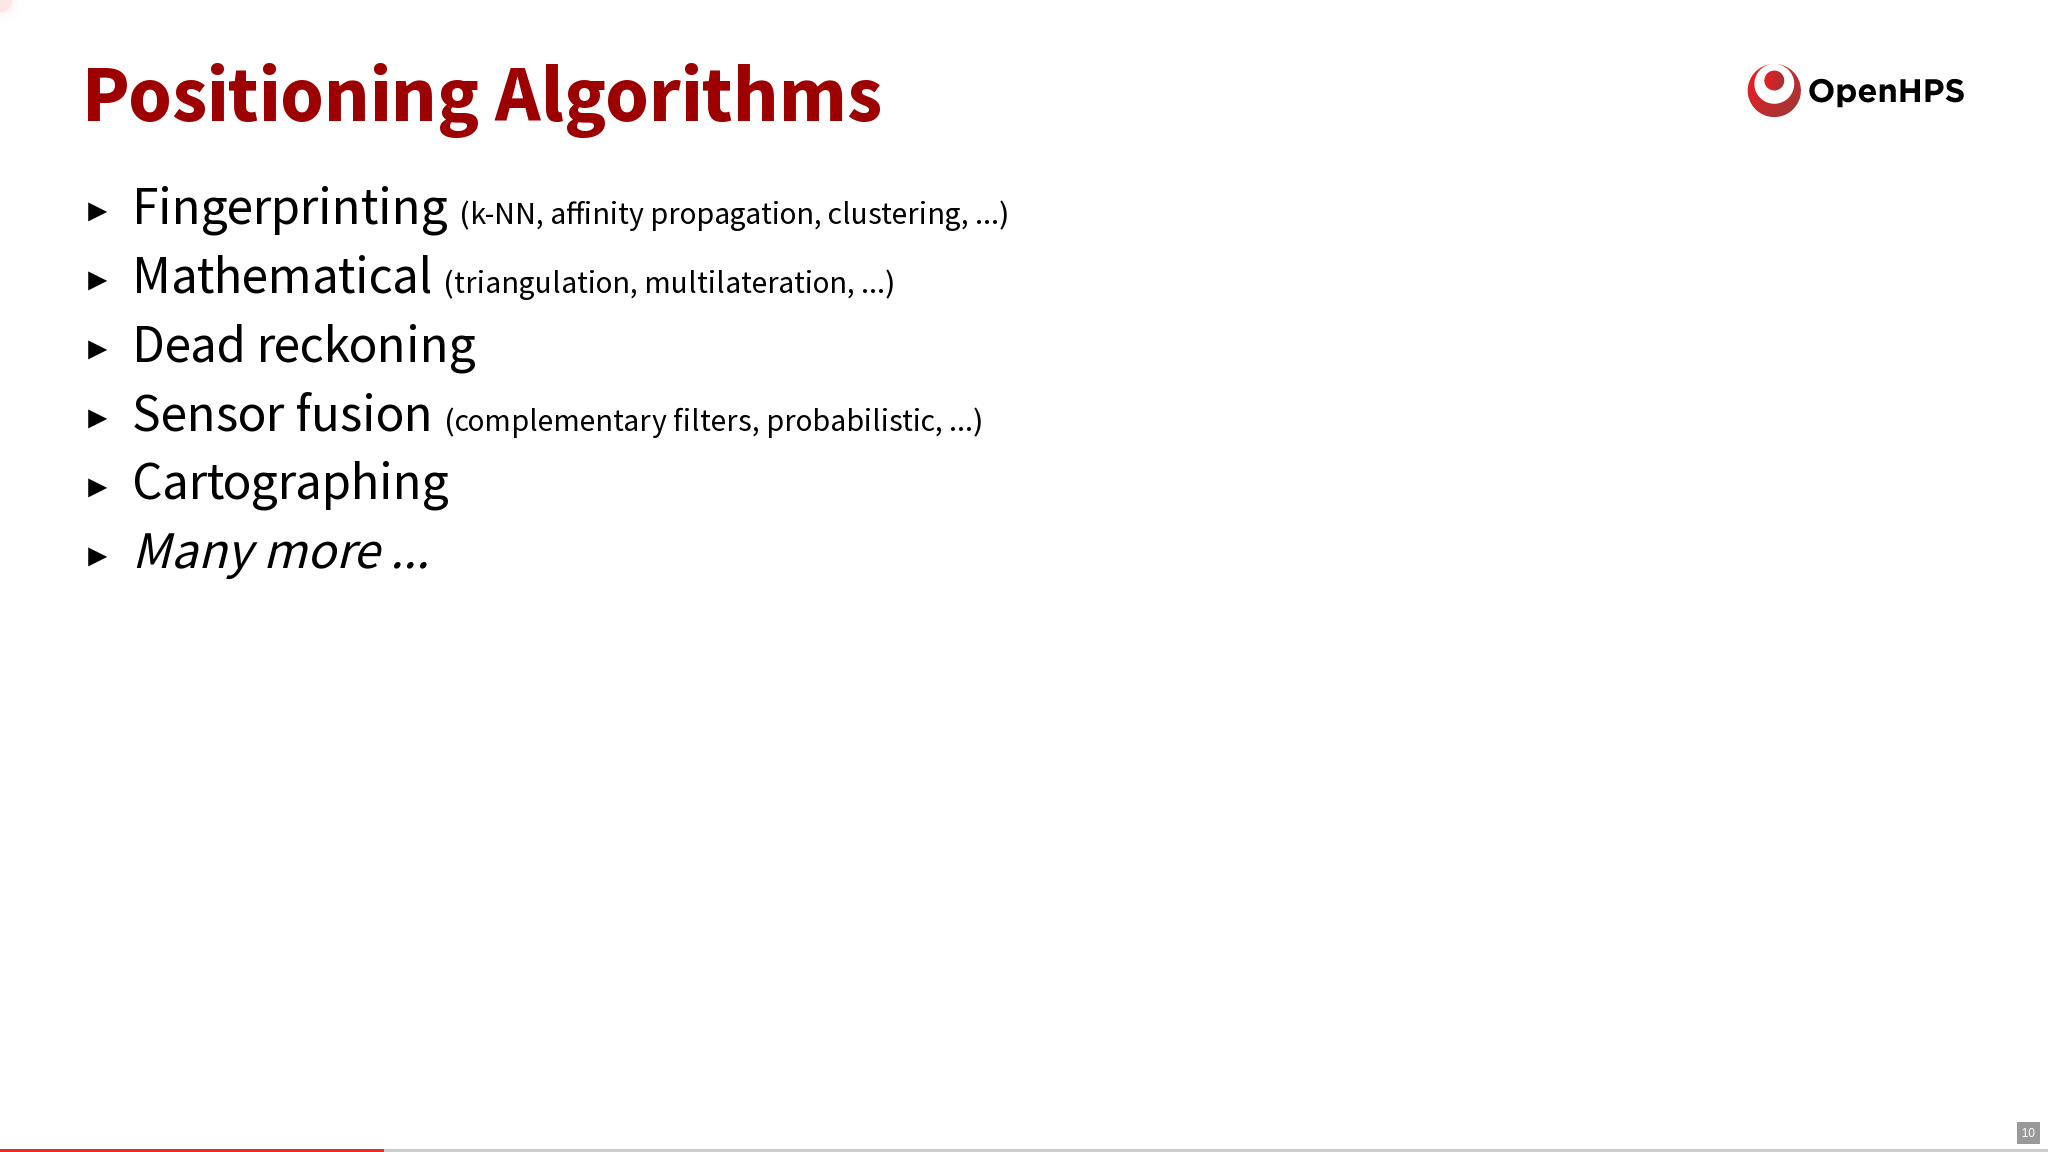 Positioning Algorithms
OpenHPS
► Fingerprinting (k-NN, affinity propagation, clustering, ...)
► Mathematical (triangulation, multilateration, ...)
► Dead reckoning
► Sensor fusion (complementary filters, probabilistic, ...)
► Cartographing
► Many more ...
10